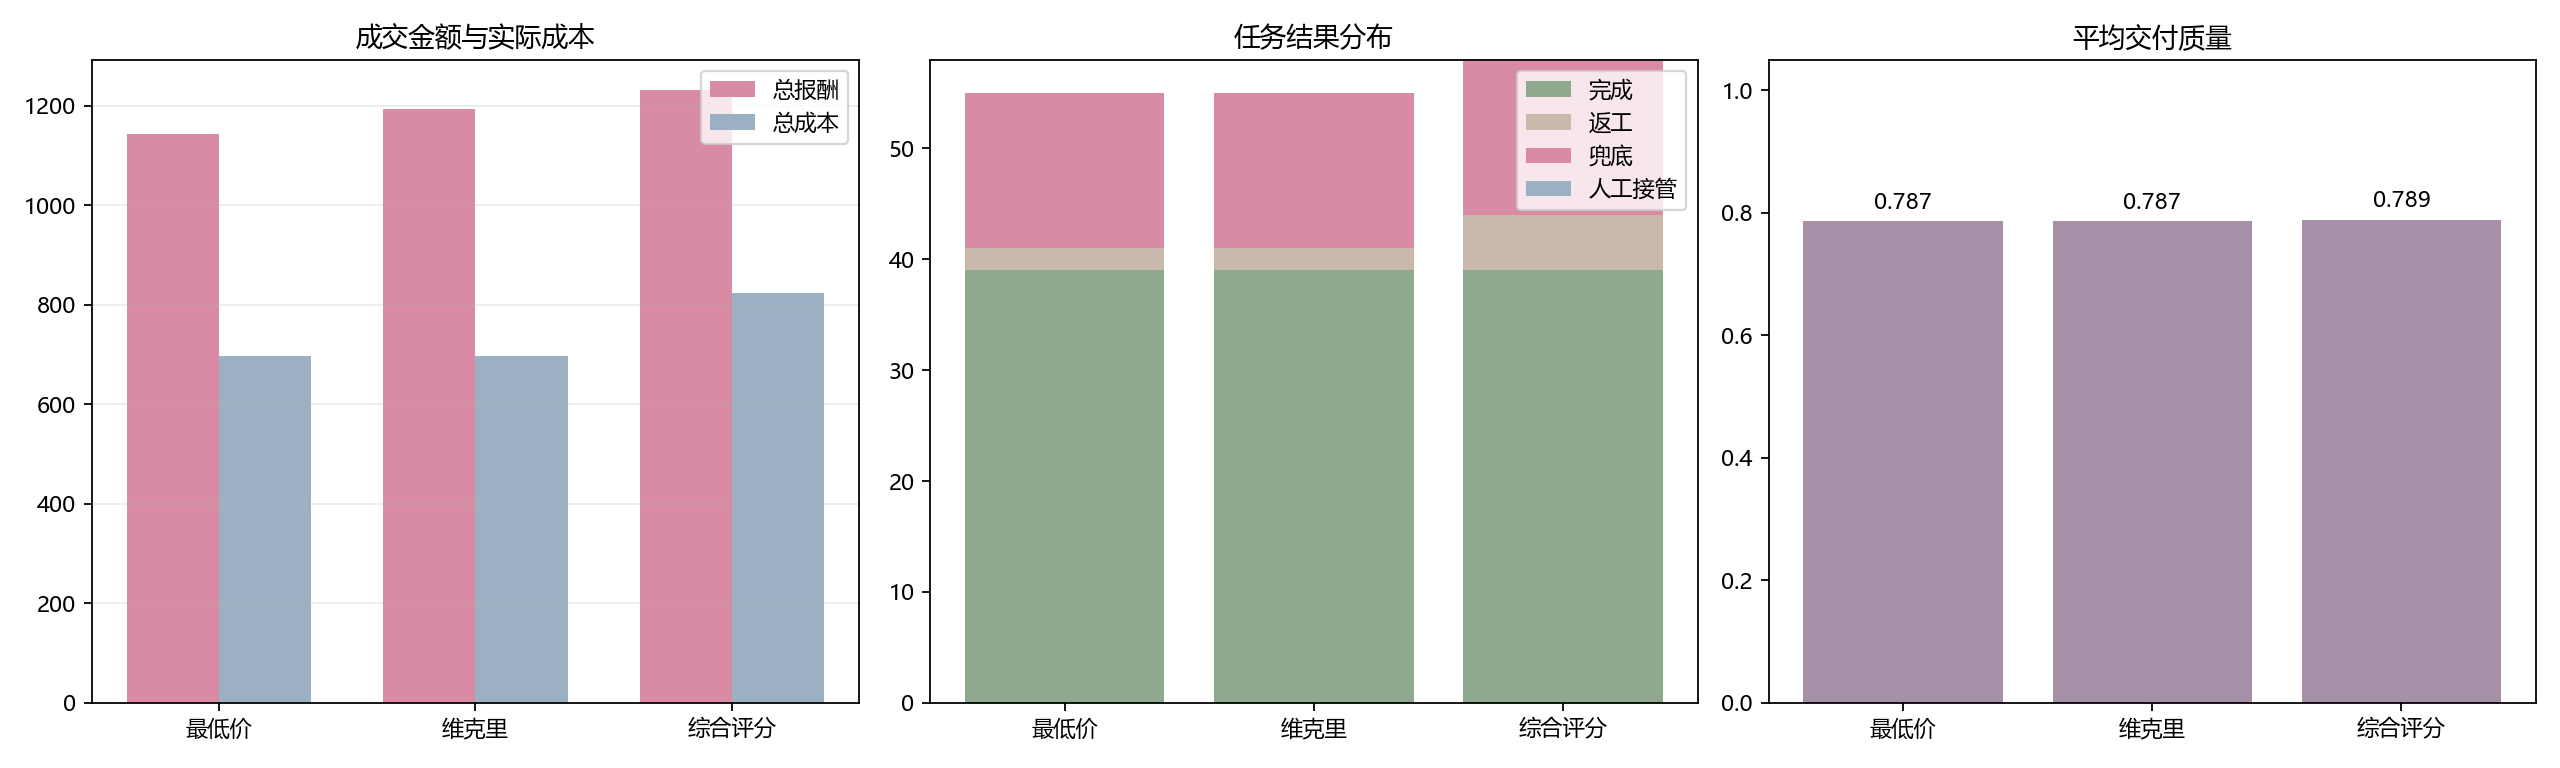 成交金额与实际成本
1200
1000
800
600
400
200
0
总报酬
总成本
最低价
维克里
综合评分
任务结果分布
50
40
30
20
10
0
完成
返工
兜底
人工接管
最低价
维克里
综合评分
平均交付质量
1.0
0.8
0.6
0.4
0.2
0.0
0.787
0.787
0.789
最低价
维克里
综合评分